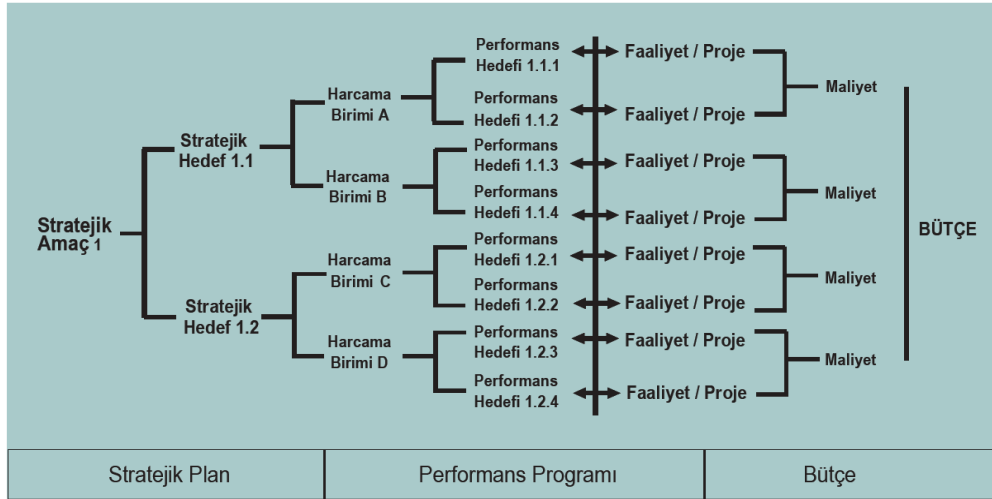 Stratejik
Amaç 1
Stratejik
Hedef 1.1
Stratejik
Hedef 1.2
Harcama
Birimi A
Harcama
Birimi B
Harcama
Birimi C
Harcama
Birimi D
Performans
Hedefi 1.1.1
Performans
Hedefi 1.1.2
Performans
Hedefi 1.1.3
Performans
Hedefi 1.1.4
Performans
Hedefi 1.2.1
Performans
Hedefi 1.2.2
Performans
Hedefi 1.2.3
Performans
Hedefi 1.2.4
Faaliyet / Proje
Faaliyet / Proje
Faaliyet / Proje
Faaliyet / Proje
Faaliyet / Proje
Faaliyet / Proje
Faaliyet / Proje
Faaliyet / Proje
Maliyet
Maliyet
Maliyet
Maliyet
BÜTÇE
Stratejik Plan
Performans Programı
Bütçe